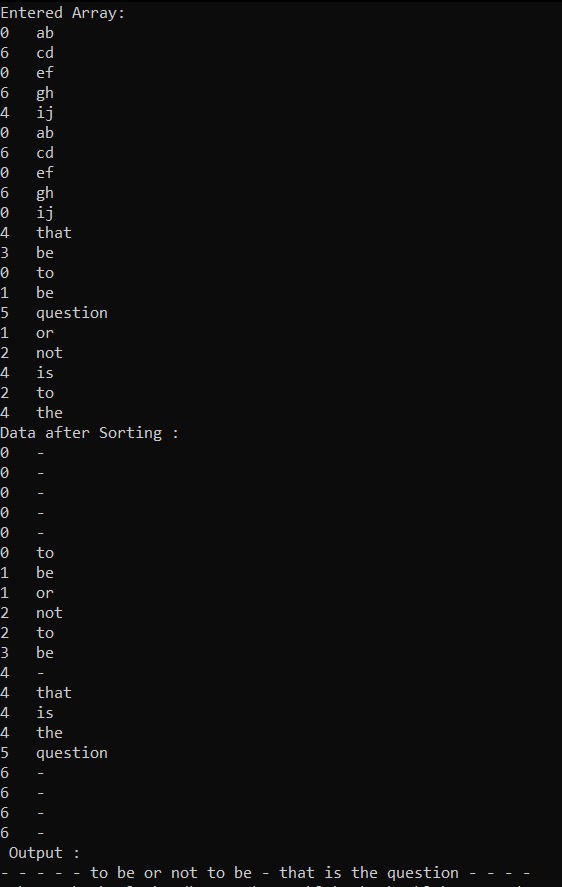 Entered Array:
0 ab
6 cd
0 ef
6 gh
4 ij
0 ab
6 cd
0 ef
6 gh
0 ij
4 that
3 be
0 to
1 be
5 question
1 or
2 not
4 is
2 to
4 the
Data after Sorting :
0 -
0 -
0 -
0 -
0 -
0 to
1 be
1 or
2 not
2 to
3 be
4 -
4 that
4 is
4 the
5 question
6 -
6 -
6 -
6 -
Output :
- - - - - to be or not to be - that is the question - - - -